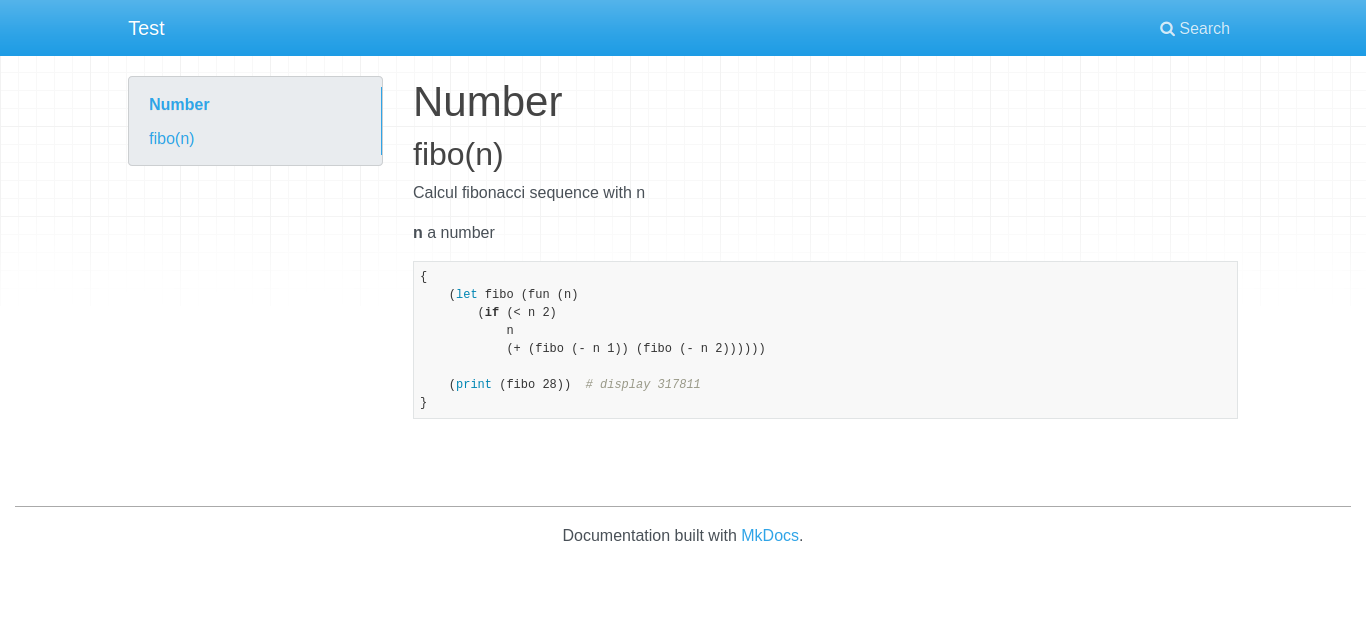 Test
Search
Number
fibo(n)
Number
fibo(n)
Calcul fibonacci sequence with n
n a number
{
    (let fibo (fun (n)
        (if (< n 2)
            n
            (+ (fibo (- n 1)) (fibo (- n 2))))))
    (print (fibo 28))  # display 317811
}
Documentation built with MkDocs.